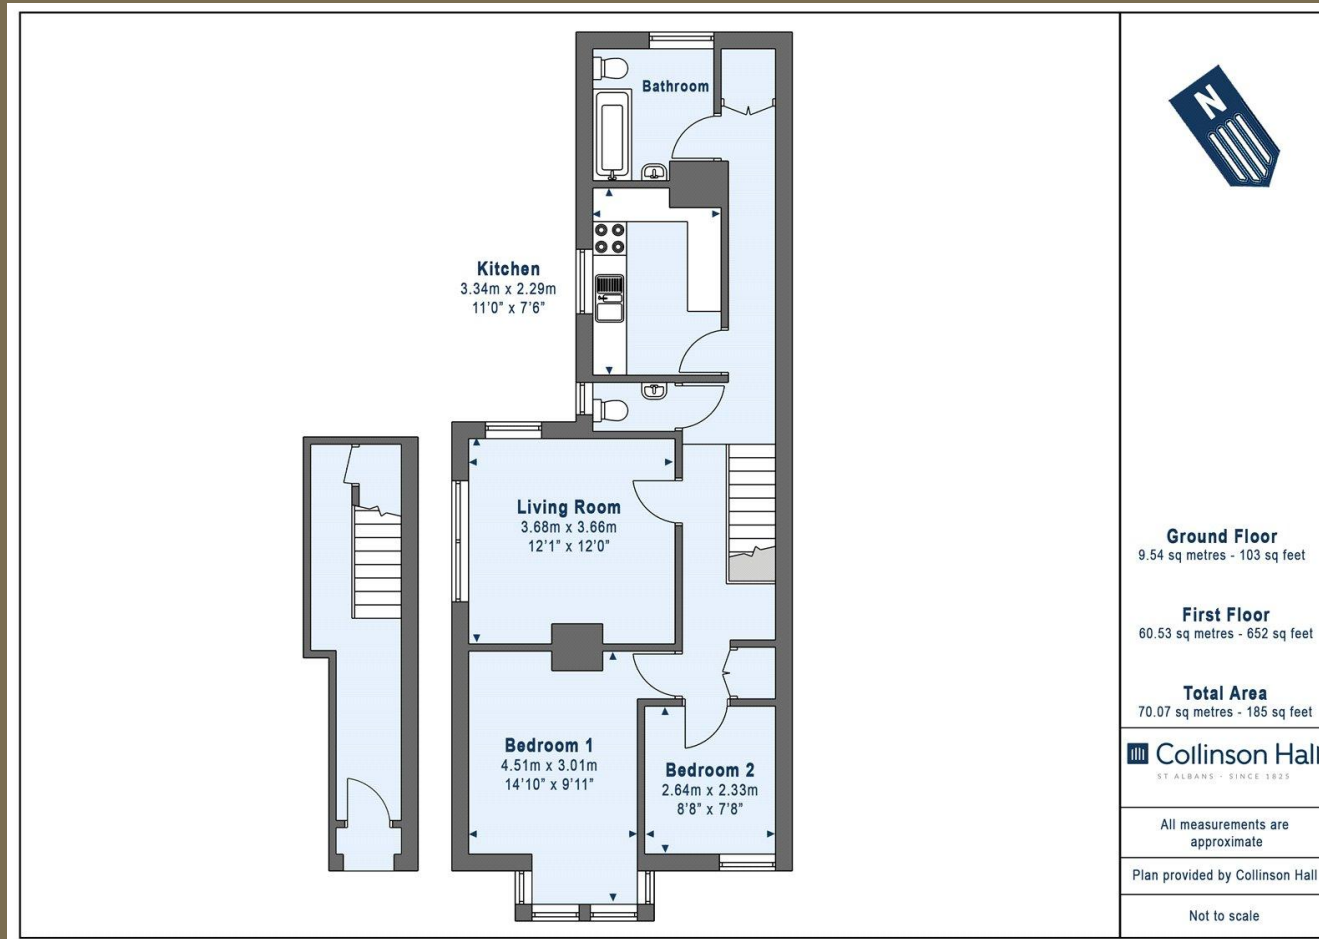 Bathroom
Kitchen
3.34m x 2.29m
11'0" x 7'6"
Living Room
3.68m x 3.66m
12'1" x 12'0"
Bedroom 1
4.51m x 3.01m
14'10" x 9'11"
Bedroom 2
2.64m x 2.33m
8'8" x 7'8"
N
Ground Floor
9.54 sq metres - 103 sq feet
First Floor
60.53 sq metres - 652 sq feet
Total Area
70.07 sq metres - 185 sq feet
Collinson Hall
ST ALBANS - SINCE 1825
All measurements are
approximate
Plan provided by Collinson Hall
Not to scale